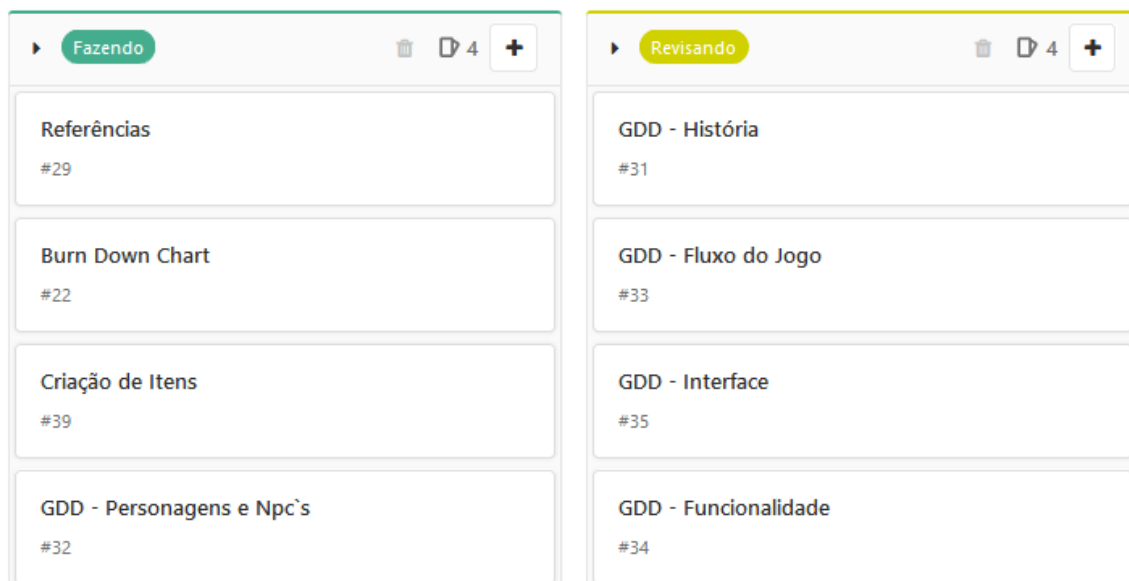 Fazendo
4
Referências
#29
Burn Down Chart
#22
Criação de Itens
#39
GDD - Personagens e Npc`s
#32
Revisando
4
GDD - História
#31
GDD - Fluxo do Jogo
#33
GDD - Interface
#35
GDD - Funcionalidade
#34